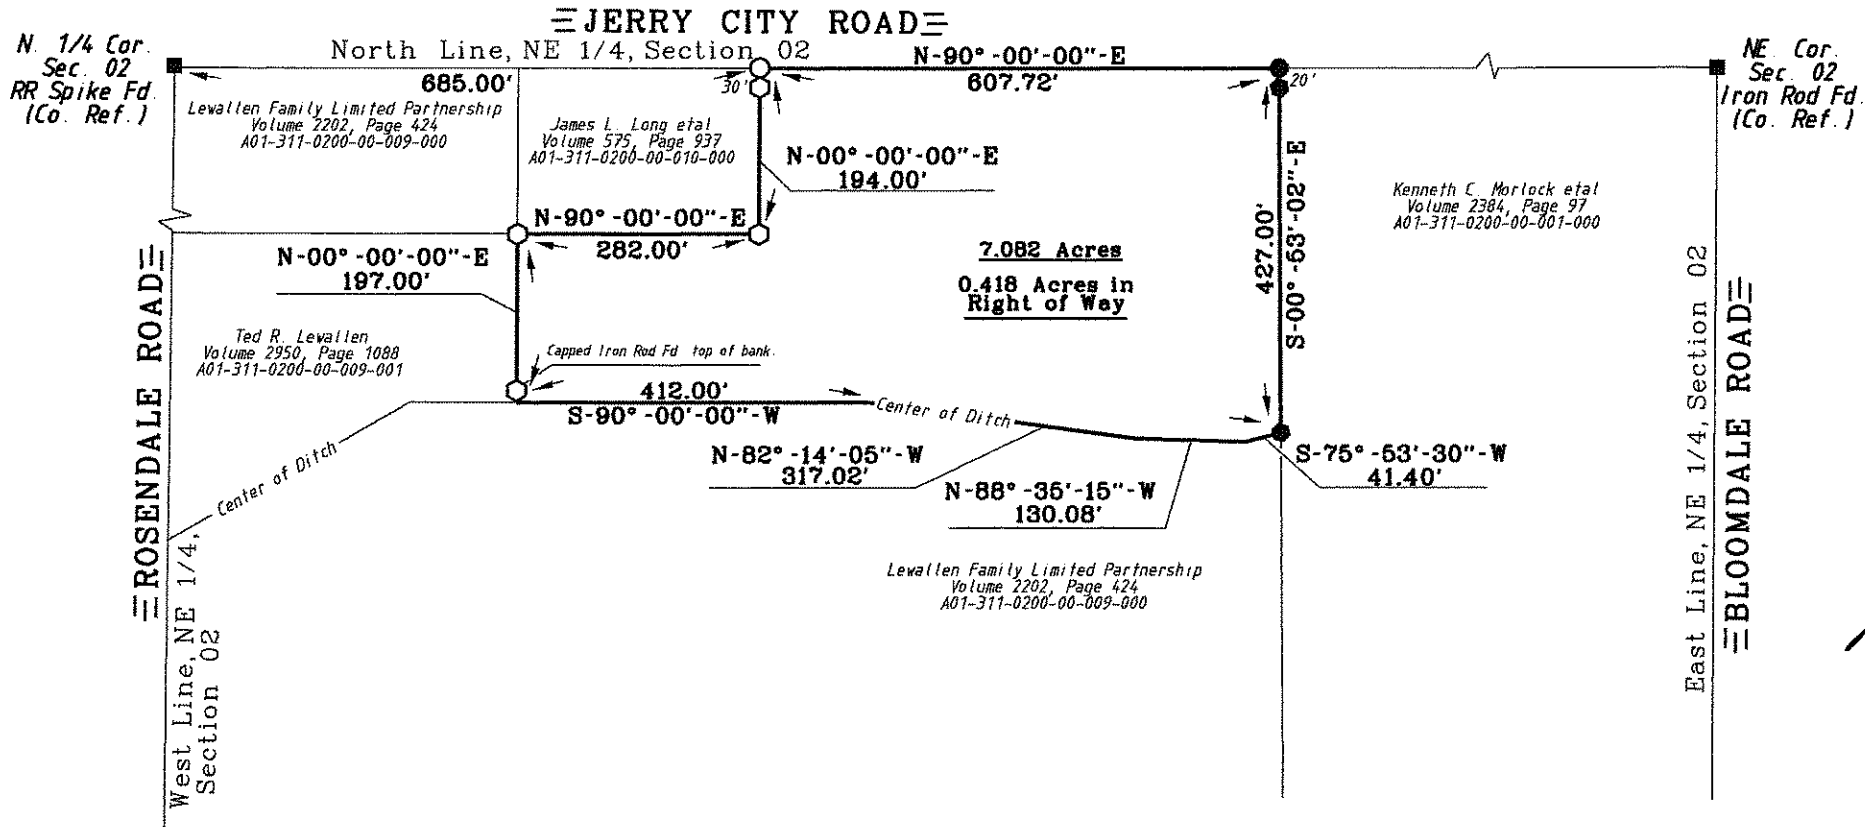 JERRY CITY ROAD
N. 1/4 Cor.
Sec. 02
RR Spike Fd.
(Co. Ref.)
North Line, NE 1/4, Section 02
685.00'
30'
N-90°-00'-00"-E
607.72'
20'
NE. Cor.
Sec. 02
Iron Rod Fd.
(Co. Ref.)
Lewallen Family Limited Partnership
Volume 2202, Page 424
A01-311-0200-00-009-000
James L. Long etal
Volume 575, Page 937
A01-311-0200-00-010-000
N-00°-00'-00"-E
194.00'
S-00°-53'-02"-E
427.00'
Kenneth C. Morlock etal
Volume 2384, Page 97
A01-311-0200-00-001-000
N-90°-00'-00"-E
282.00'
N-00°-00'-00"-E
197.00'
7.082 Acres
0.418 Acres in
Right of Way
Ted R. Lewallen
Volume 2950, Page 1088
A01-311-0200-00-009-001
Capped Iron Rod Fd top of bank.
412.00'
S-90°-00'-00"-W
Center of Ditch
Center of Ditch
N-82°-14'-05"-W
317.02'
N-88°-35'-15"-W
130.08'
S-75°-53'-30"-W
41.40'
Lewallen Family Limited Partnership
Volume 2202, Page 424
A01-311-0200-00-009-000
ROSENDALE ROAD
West Line, NE 1/4,
Section 02
East Line, NE 1/4, Section 02
BLOOMDALE ROAD